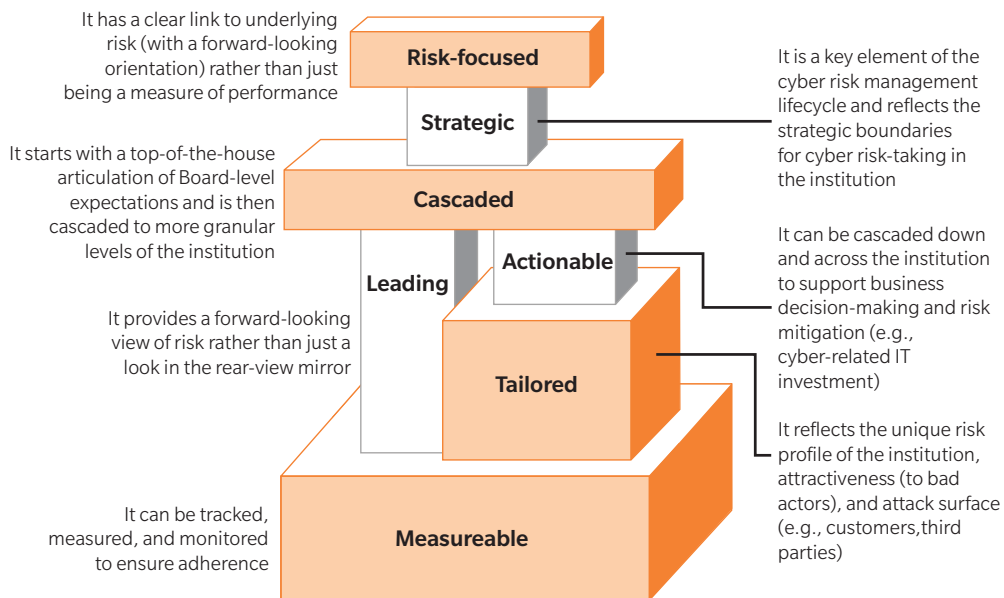 It has a clear link to underlying
risk (with a forward-looking
orientation) rather than just
being a measure of performance
Risk-focused
Strategic
It is a key element of the
cyber risk management
lifecycle and reflects the
strategic boundaries
for cyber risk-taking in
the institution
It starts with a top-of-the-house
articulation of Board-level
expectations and is then
cascaded to more granular
levels of the institution
Cascaded
Leading
Actionable
It can be cascaded down
and across the institution
to support business
decision-making and risk
mitigation (e.g.,
cyber-related IT
investment)
It provides a forward-looking
view of risk rather than just a
look in the rear-view mirror
Tailored
It reflects the unique risk
profile of the institution,
attractiveness (to bad
actors), and attack surface
(e.g., customers,third
parties)
It can be tracked,
measured, and monitored
to ensure adherence
Measureable